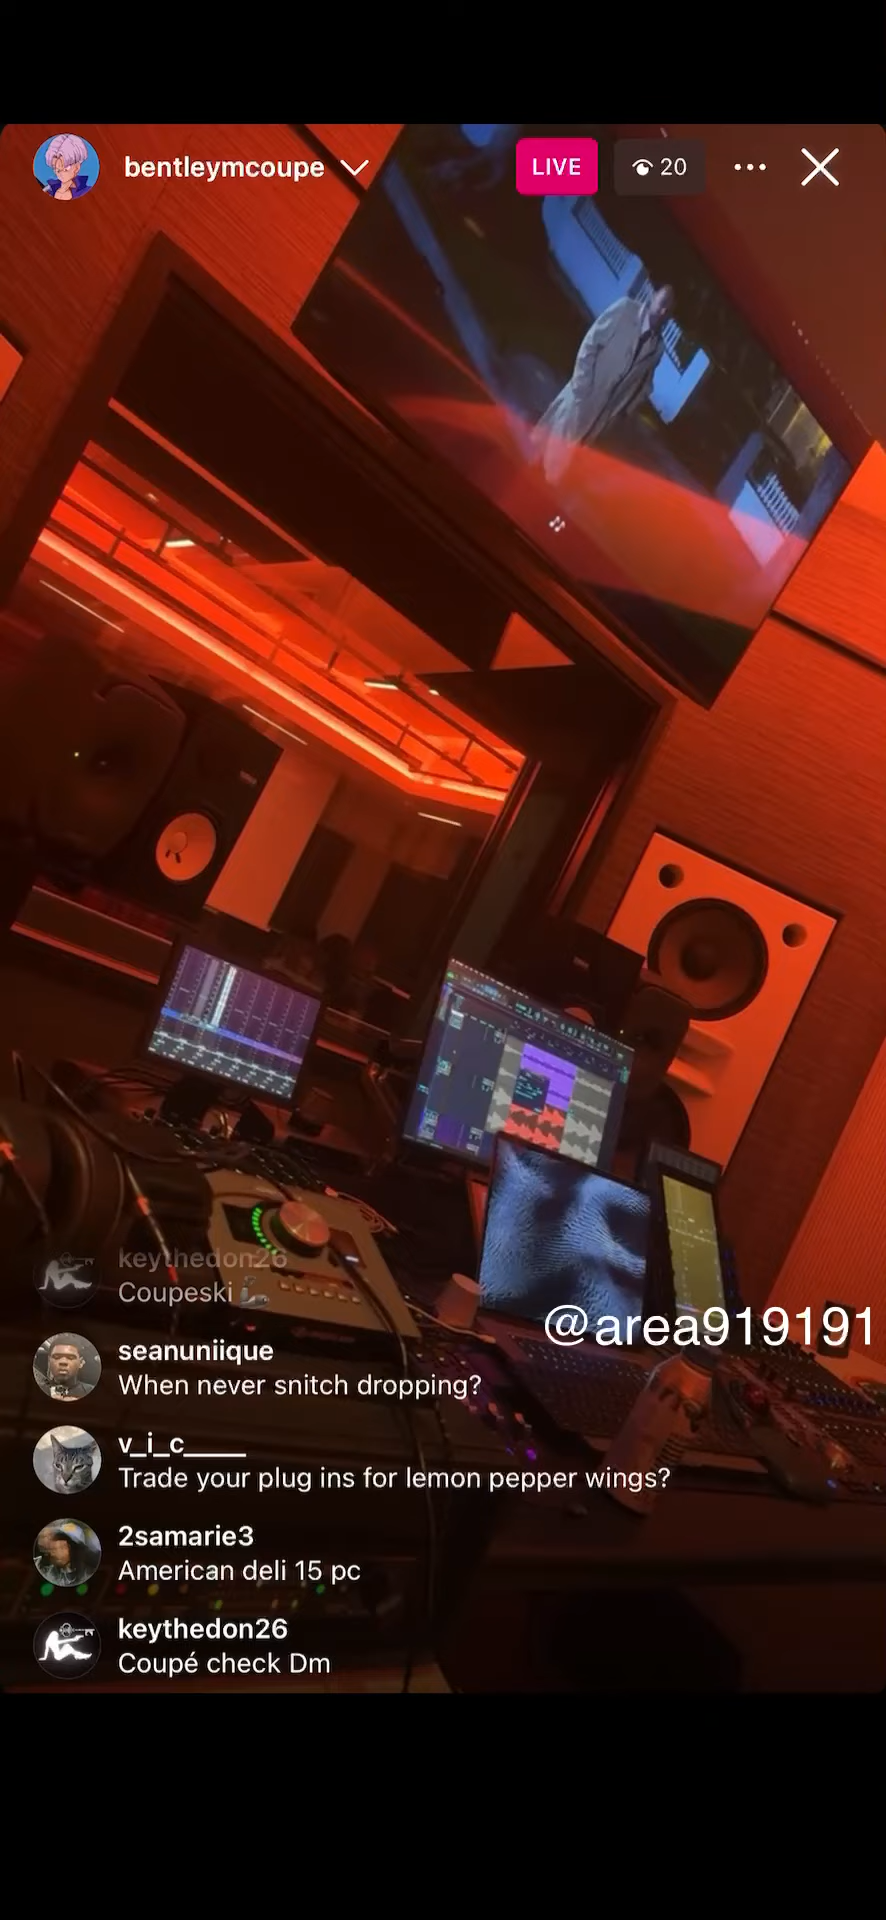 bentleymcoupe
LIVE
20
keythedon26
Coupeski 🦾
seanuniique
When never snitch dropping?
@area919191
v_i_c____
Trade your plug ins for lemon pepper wings?
2samarie3
American deli 15 pc
keythedon26
Coupé check Dm